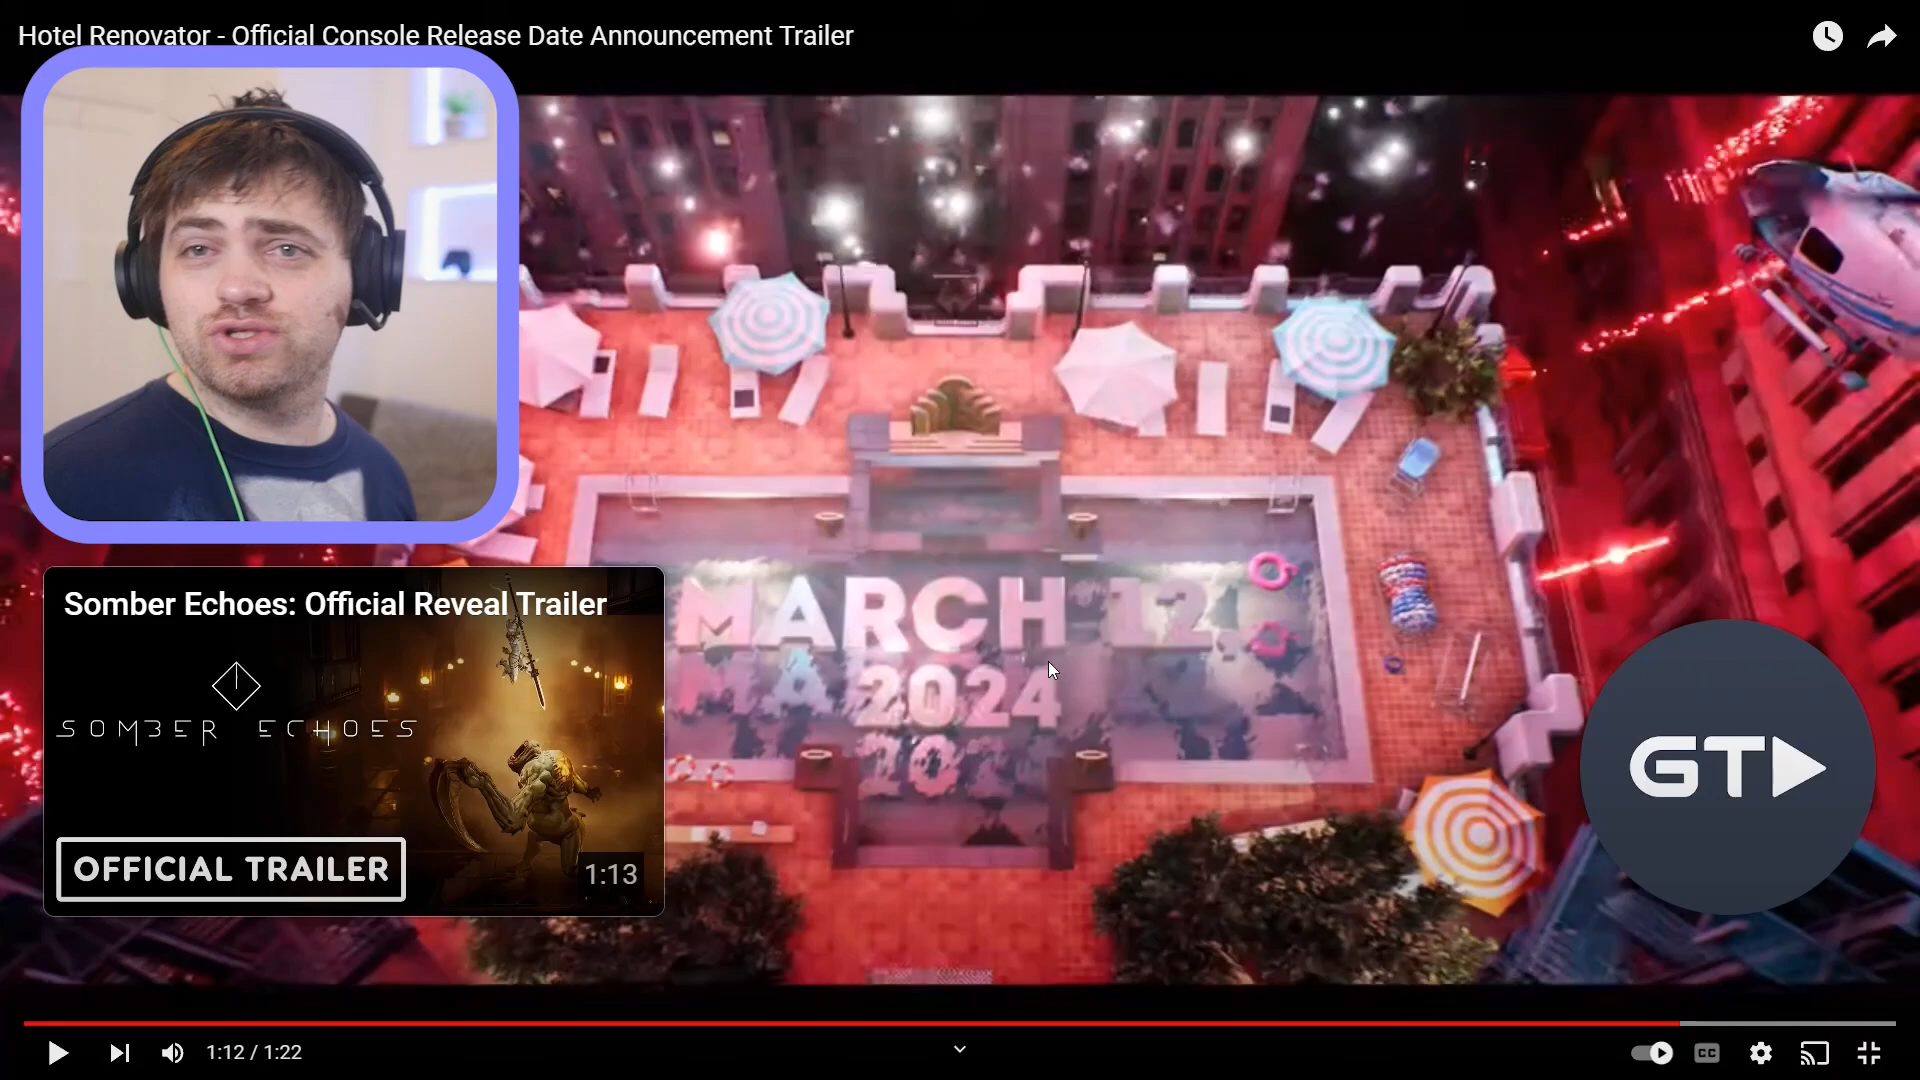 Hotel Renovator - Official Console Release Date Announcement Trailer
Somber Echoes: Official Reveal Trailer
SOMBER ECHOES
OFFICIAL TRAILER
1:13
MARCH 12
2024
GT
1:12 / 1:22
CC